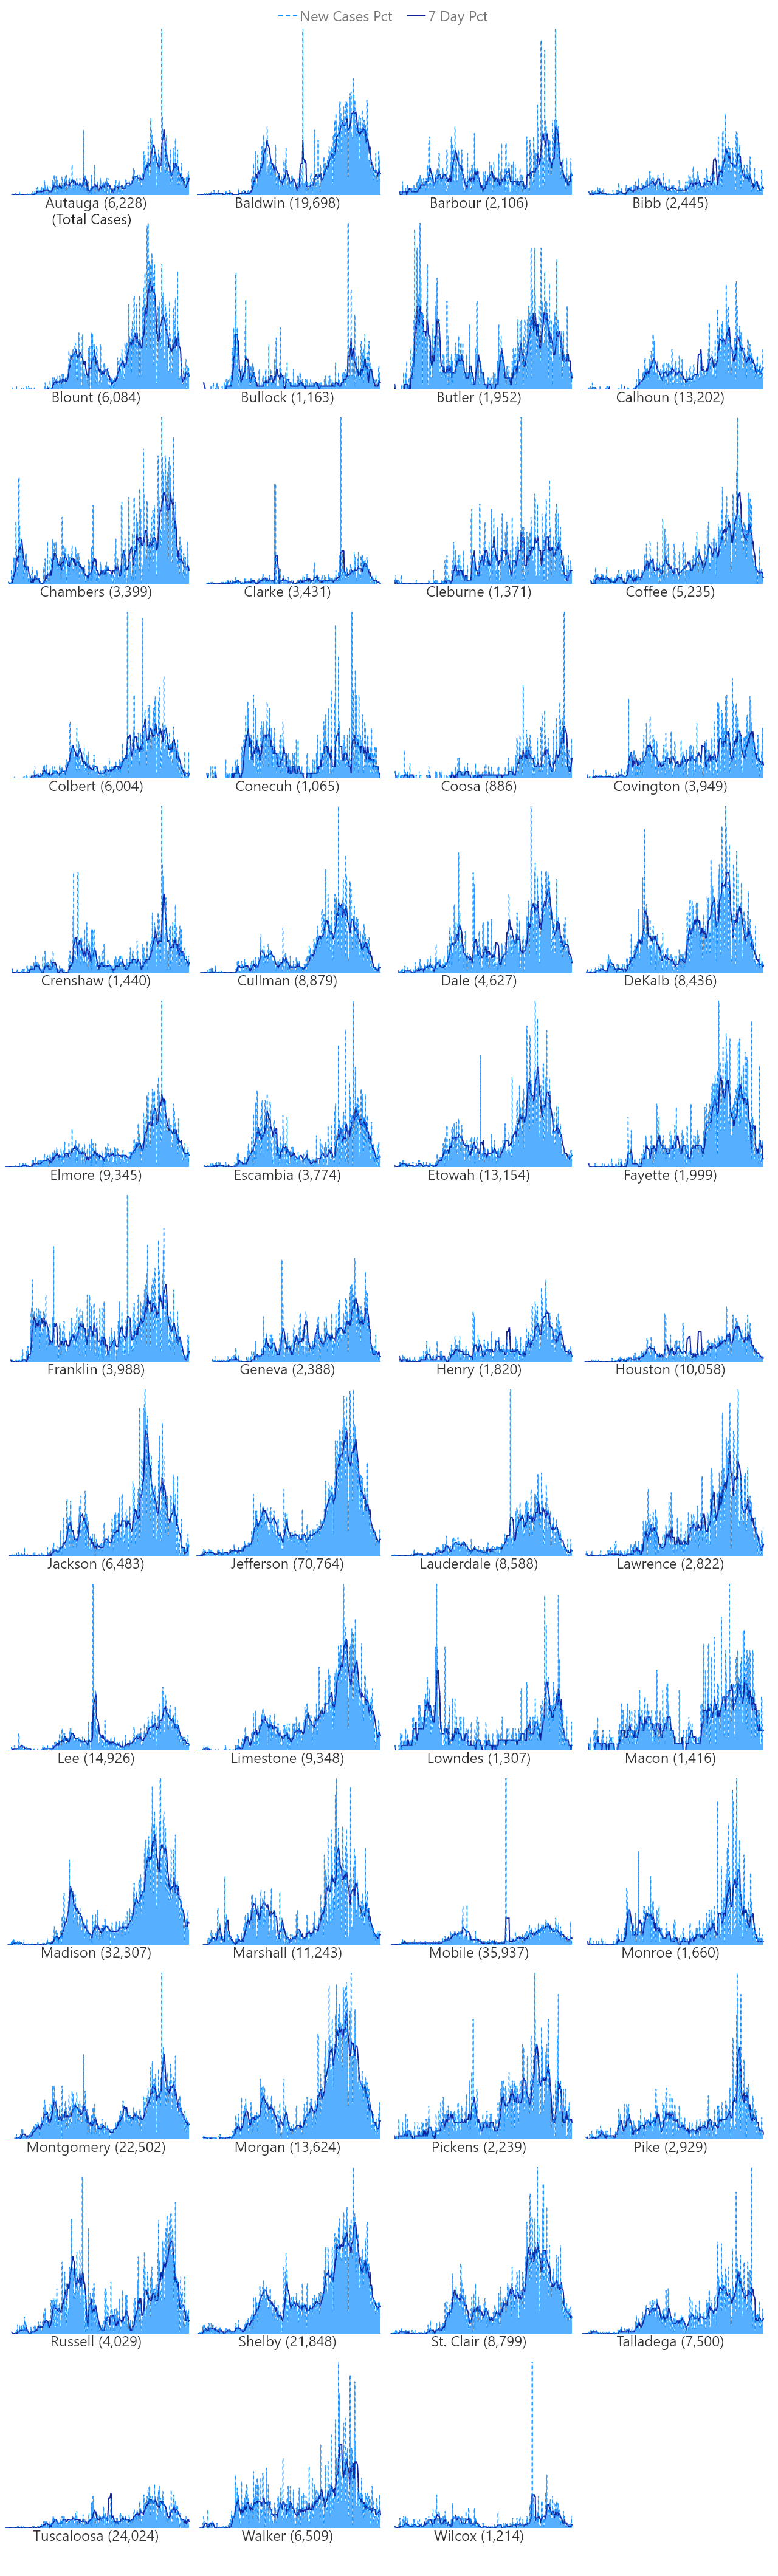 New Cases Pct 7 Day Pct
Autauga (6,228) Baldwin (19,698) Barbour (2,106) Bibb (2,445)
(Total Cases)
Blount (6,084) Bullock (1,163) Butler (1,952) Calhoun (13,202)
Chambers (3,399) Clarke (3,431) Cleburne (1,371) Coffee (5,235)
Colbert (6,004) Conecuh (1,065) Coosa (886) Covington (3,949)
Crenshaw (1,440) Cullman (8,879) Dale (4,627) DeKalb (8,436)
Elmore (9,345) Escambia (3,774) Etowah (13,154) Fayette (1,999)
Franklin (3,988) Geneva (2,388) Henry (1,820) Houston (10,058)
Jackson (6,483) Jefferson (70,764) Lauderdale (8,588) Lawrence (2,822)
Lee (14,926) Limestone (9,348) Lowndes (1,307) Macon (1,416)
Madison (32,307) Marshall (11,243) Mobile (35,937) Monroe (1,660)
Montgomery (22,502) Morgan (13,624) Pickens (2,239) Pike (2,929)
Russell (4,029) Shelby (21,848) St. Clair (8,799) Talladega (7,500)
Tuscaloosa (24,024) Walker (6,509) Wilcox (1,214)